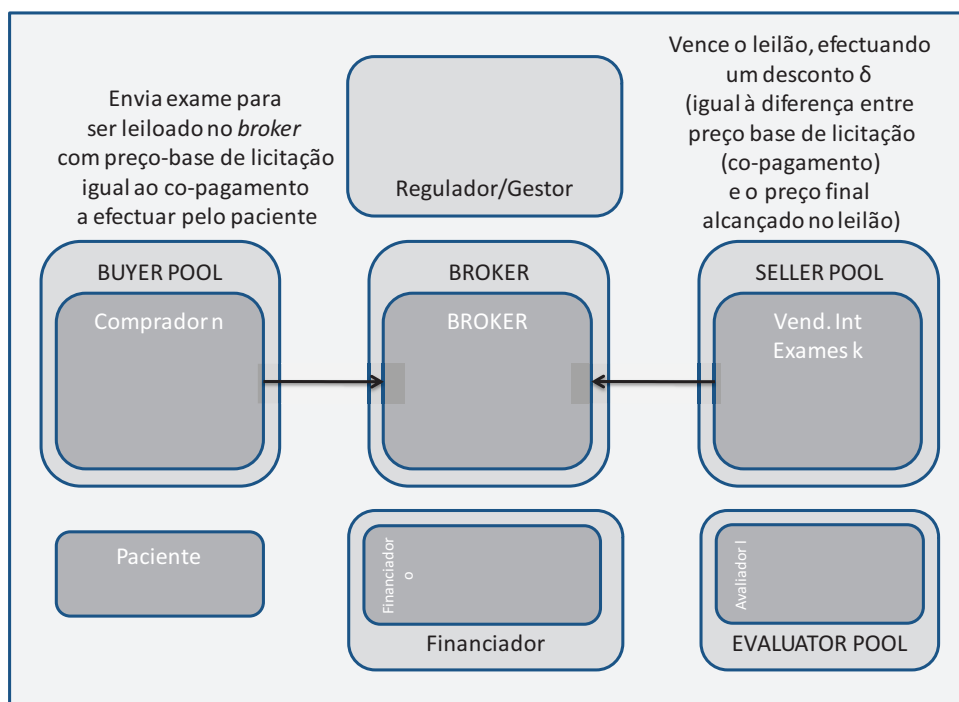 Envia exame para
ser leiloado no broker
com preço-base de licitação
igual ao co-pagamento
a efectuar pelo paciente
Regulador/Gestor
Vence o leilão, efectuando
um desconto δ
(igual à diferença entre
preço base de licitação
(co-pagamento)
e o preço final
alcançado no leilão)
BUYER POOL
Comprador n
BROKER
BROKER
SELLER POOL
Vend. Int
Exames k
Paciente
Financiador
o
Financiador
Avaliador l
EVALUATOR POOL